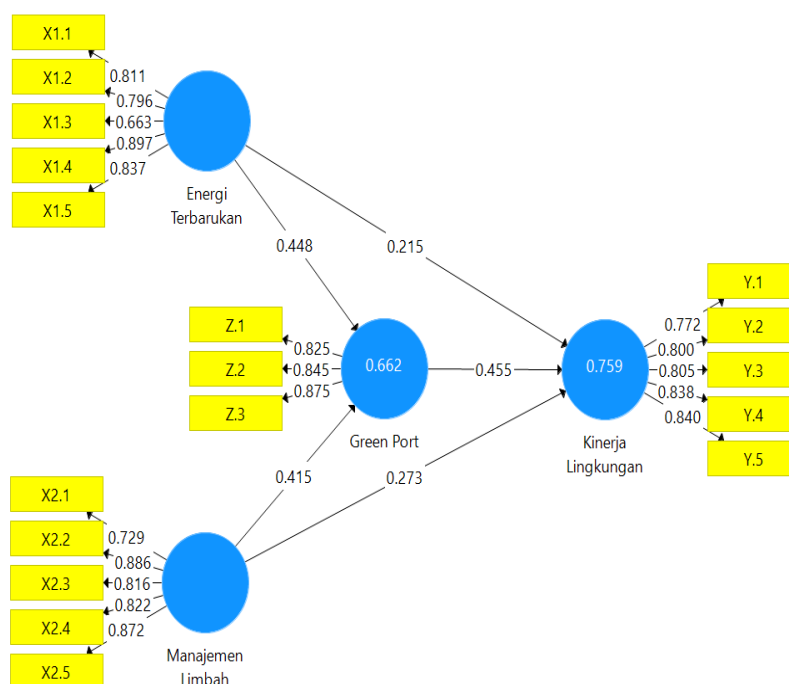 X1.1
0.811
X1.2
0.796
X1.3
0.663
0.897
X1.4
0.837
X1.5
Energi
Terbarukan
0.448
0.215
Z.1
0.825
Z.2
0.845
Z.3
0.875
0.662
Green Port
0.455
0.759
Kinerja
Lingkungan
Y.1
0.772
Y.2
0.800
Y.3
0.805
0.838
Y.4
0.840
Y.5
0.415
0.273
X2.1
0.729
X2.2
0.886
X2.3
0.816
0.822
X2.4
0.872
X2.5
Manajemen
Limbah